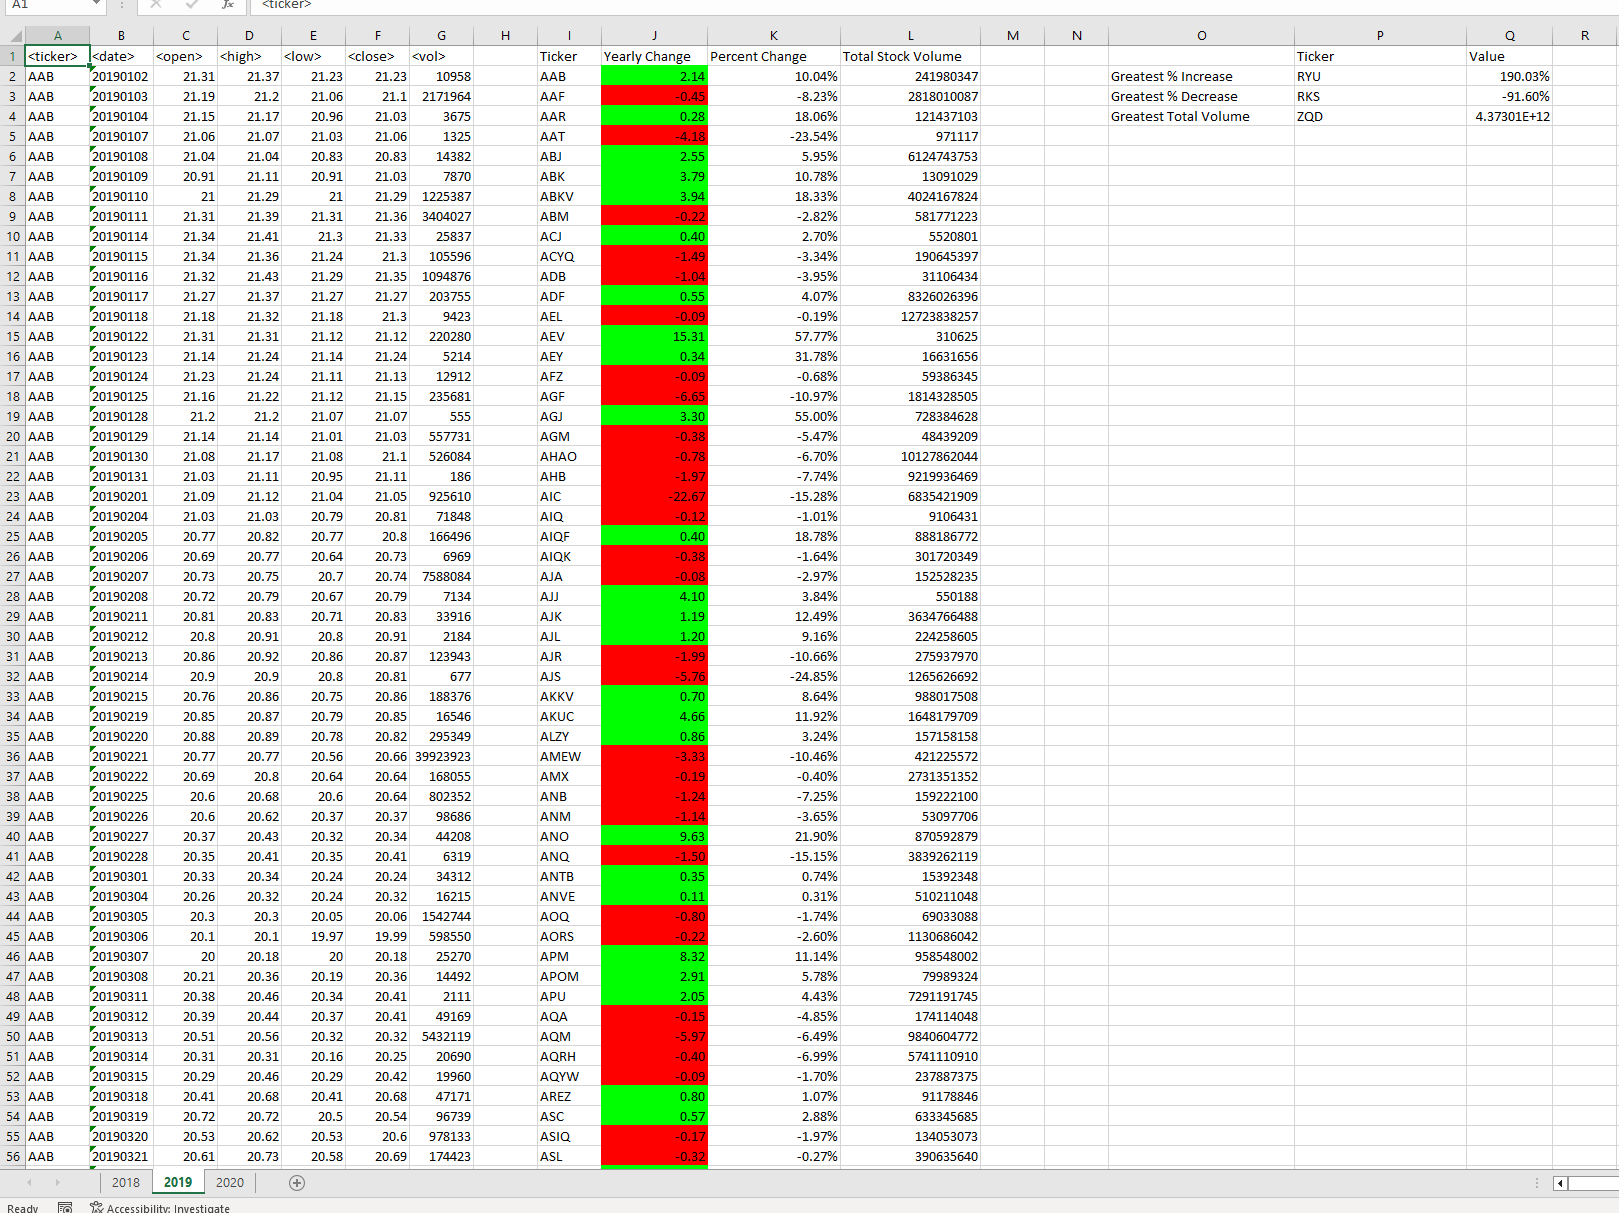 A1 fx <ticker>
A B C D E F G H I J K L M N O P Q R
1 <ticker> <date> <open> <high> <low> <close> <vol> Ticker Yearly Change Percent Change Total Stock Volume Ticker Value
2 AAB 20190102 21.31 21.37 21.23 21.23 10958 AAB 2.14 10.04% 241980347 Greatest % Increase RYU 190.03%
3 AAB 20190103 21.19 21.2 21.06 21.1 2171964 AAF -0.45 -8.23% 2818010087 Greatest % Decrease RKS -91.60%
4 AAB 20190104 21.15 21.17 20.96 21.03 3675 AAR 0.28 18.06% 121437103 Greatest Total Volume ZQD 4.37301E+12
5 AAB 20190107 21.06 21.07 21.03 21.06 1325 AAT -4.18 -23.54% 971117
6 AAB 20190108 21.04 21.04 20.83 20.83 14382 ABJ 2.55 5.95% 6124743753
7 AAB 20190109 20.91 21.11 20.91 21.03 7870 ABK 3.79 10.78% 13091029
8 AAB 20190110 21 21.29 21 21.29 1225387 ABKV 3.94 18.33% 4024167824
9 AAB 20190111 21.31 21.39 21.31 21.36 3404027 ABM -0.22 -2.82% 581771223
10 AAB 20190114 21.34 21.41 21.3 21.33 25837 ACJ 0.40 2.70% 5520801
11 AAB 20190115 21.34 21.36 21.24 21.3 105596 ACYQ -1.49 -3.34% 190645397
12 AAB 20190116 21.32 21.43 21.29 21.35 1094876 ADB -1.04 -3.95% 31106434
13 AAB 20190117 21.27 21.37 21.27 21.27 203755 ADF 0.55 4.07% 8326026396
14 AAB 20190118 21.18 21.32 21.18 21.3 9423 AEL -0.09 -0.19% 12723838257
15 AAB 20190122 21.31 21.31 21.12 21.12 220280 AEV 15.31 57.77% 310625
16 AAB 20190123 21.14 21.24 21.14 21.24 5214 AEY 0.34 31.78% 16631656
17 AAB 20190124 21.23 21.24 21.11 21.13 12912 AFZ -0.09 -0.68% 59386345
18 AAB 20190125 21.16 21.22 21.12 21.15 235681 AGF -6.65 -10.97% 1814328505
19 AAB 20190128 21.2 21.2 21.07 21.07 555 AGJ 3.30 55.00% 728384628
20 AAB 20190129 21.14 21.14 21.01 21.03 557731 AGM -0.38 -5.47% 48439209
21 AAB 20190130 21.08 21.17 21.08 21.1 526084 AHAO -0.78 -6.70% 10127862044
22 AAB 20190131 21.03 21.11 20.95 21.11 186 AHB -1.97 -7.74% 9219936469
23 AAB 20190201 21.09 21.12 21.04 21.05 925610 AIC -22.67 -15.28% 6835421909
24 AAB 20190204 21.03 21.03 20.79 20.81 71848 AIQ -0.12 -1.01% 9106431
25 AAB 20190205 20.77 20.82 20.77 20.8 166496 AIQF 0.40 18.78% 888186772
26 AAB 20190206 20.69 20.77 20.64 20.73 6969 AIQK -0.38 -1.64% 301720349
27 AAB 20190207 20.73 20.75 20.7 20.74 7588084 AJA -0.08 -2.97% 152528235
28 AAB 20190208 20.72 20.79 20.67 20.79 7134 AJJ 4.10 3.84% 550188
29 AAB 20190211 20.81 20.83 20.71 20.83 33916 AJK 1.19 12.49% 3634766488
30 AAB 20190212 20.8 20.91 20.8 20.91 2184 AJL 1.20 9.16% 224258605
31 AAB 20190213 20.86 20.92 20.86 20.87 123943 AJR -1.99 -10.66% 275937970
32 AAB 20190214 20.9 20.9 20.8 20.81 677 AJS -5.76 -24.85% 1265626692
33 AAB 20190215 20.76 20.86 20.75 20.86 188376 AKKV 0.70 8.64% 988017508
34 AAB 20190219 20.85 20.87 20.79 20.85 16546 AKUC 4.66 11.92% 1648179709
35 AAB 20190220 20.88 20.89 20.78 20.82 295349 ALZY 0.86 3.24% 157158158
36 AAB 20190221 20.77 20.77 20.56 20.66 39923923 AMEW -3.33 -10.46% 421225572
37 AAB 20190222 20.69 20.8 20.64 20.64 168055 AMX -0.19 -0.40% 2731351352
38 AAB 20190225 20.6 20.68 20.6 20.64 802352 ANB -1.24 -7.25% 159222100
39 AAB 20190226 20.6 20.62 20.37 20.37 98686 ANM -1.14 -3.65% 53097706
40 AAB 20190227 20.37 20.43 20.32 20.34 44208 ANO 9.63 21.90% 870592879
41 AAB 20190228 20.35 20.41 20.35 20.41 6319 ANQ -1.50 -15.15% 3839262119
42 AAB 20190301 20.33 20.34 20.24 20.24 34312 ANTB 0.35 0.74% 15392348
43 AAB 20190304 20.26 20.32 20.24 20.32 16215 ANVE 0.11 0.31% 510211048
44 AAB 20190305 20.3 20.3 20.05 20.06 1542744 AOQ -0.80 -1.74% 69033088
45 AAB 20190306 20.1 20.1 19.97 19.99 598550 AORS -0.22 -2.60% 1130686042
46 AAB 20190307 20 20.18 20 20.18 25270 APM 8.32 11.14% 958548002
47 AAB 20190308 20.21 20.36 20.19 20.36 14492 APOM 2.91 5.78% 79989324
48 AAB 20190311 20.38 20.46 20.34 20.41 2111 APU 2.05 4.43% 7291191745
49 AAB 20190312 20.39 20.44 20.37 20.41 49169 AQA -0.15 -4.85% 174114048
50 AAB 20190313 20.51 20.56 20.32 20.32 5432119 AQM -5.97 -6.49% 9840604772
51 AAB 20190314 20.31 20.31 20.16 20.25 20690 AQRH -0.40 -6.99% 5741110910
52 AAB 20190315 20.29 20.46 20.29 20.42 19960 AQYW -0.09 -1.70% 237887375
53 AAB 20190318 20.41 20.68 20.41 20.68 47171 AREZ 0.80 1.07% 91178846
54 AAB 20190319 20.72 20.72 20.5 20.54 96739 ASC 0.57 2.88% 633345685
55 AAB 20190320 20.53 20.62 20.53 20.6 978133 ASIQ -0.17 -1.97% 134053073
56 AAB 20190321 20.61 20.73 20.58 20.69 174423 ASL -0.32 -0.27% 390635640
2018 2019 2020
Ready Accessibility: Investigate